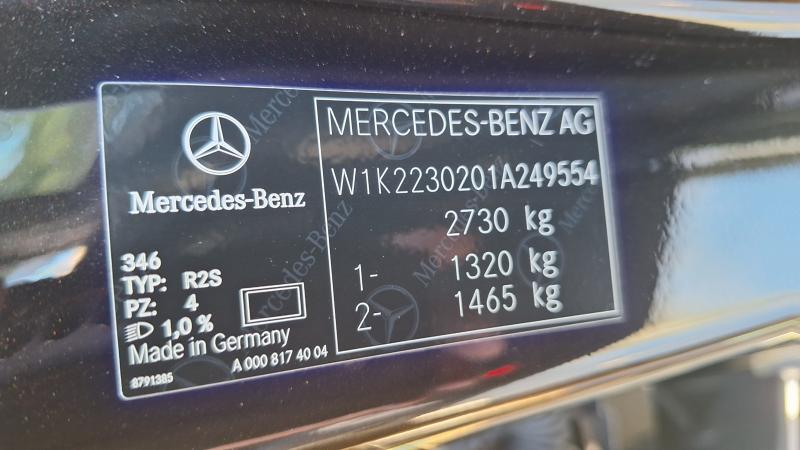 Mercedes-Benz
346
TYP: R2S
PZ: 4
1,0 %
Made in Germany
A 000 817 40 04
8791385
MERCEDES-BENZ AG
W1K2230201A249554
2730 kg
1- 1320 kg
2- 1465 kg